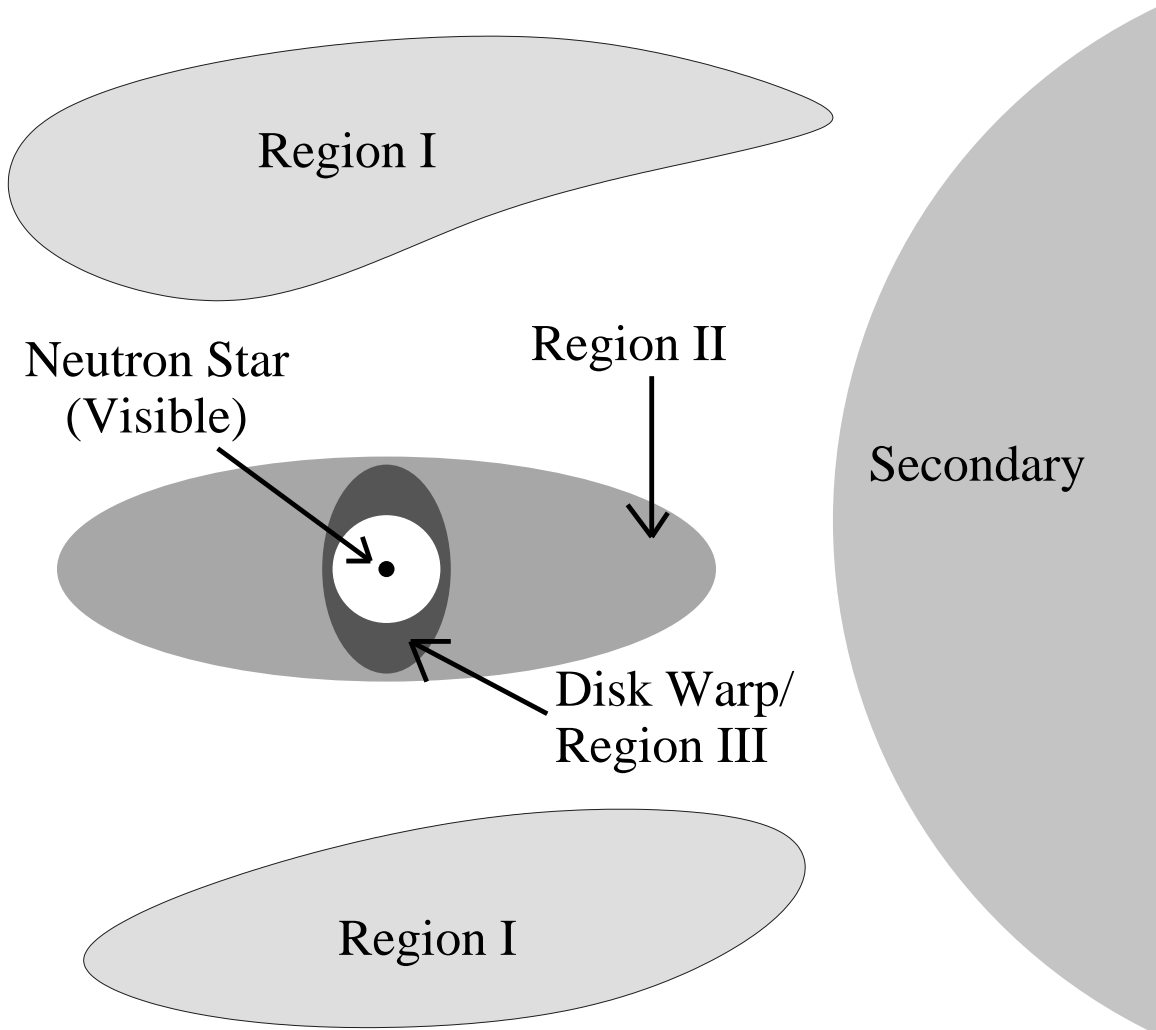 Region I
Region II
Neutron Star
(Visible)
Secondary
Disk Warp/
Region III
Region I